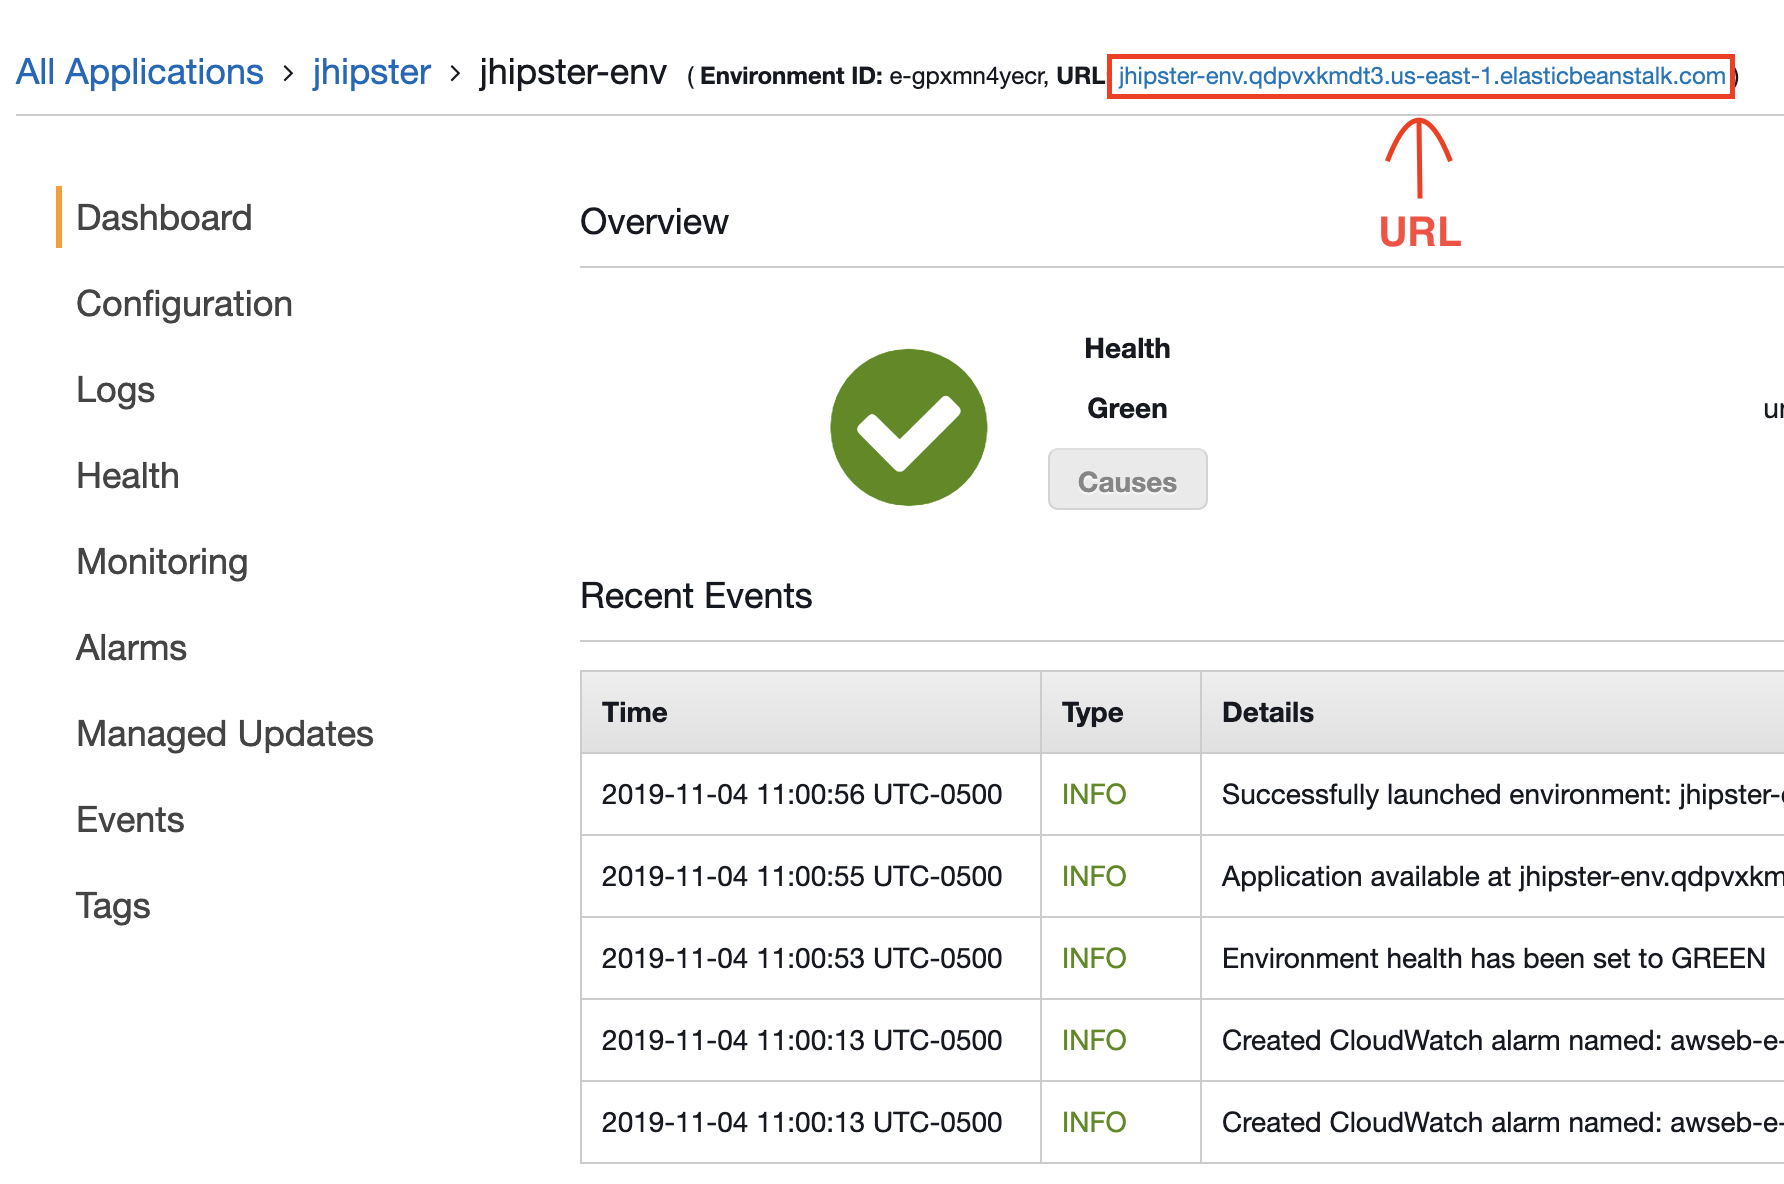 All Applications > jhipster > jhipster-env ( Environment ID: e-gpxmn4yecr, URL jhipster-env.qdpvxkmdt3.us-east-1.elasticbeanstalk.com )
URL
Dashboard
Configuration
Logs
Health
Monitoring
Alarms
Managed Updates
Events
Tags
Overview
Health
Green
Causes
Recent Events
Time Type Details
2019-11-04 11:00:56 UTC-0500 INFO Successfully launched environment: jhipster-
2019-11-04 11:00:55 UTC-0500 INFO Application available at jhipster-env.qdpvxkm
2019-11-04 11:00:53 UTC-0500 INFO Environment health has been set to GREEN
2019-11-04 11:00:13 UTC-0500 INFO Created CloudWatch alarm named: awseb-e-
2019-11-04 11:00:13 UTC-0500 INFO Created CloudWatch alarm named: awseb-e-